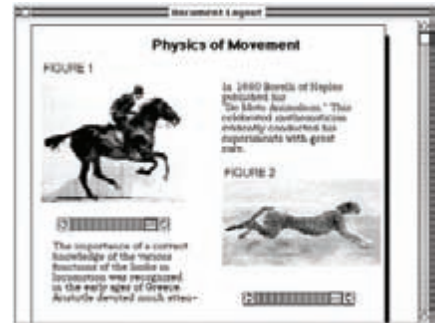 Document Layout
Physics of Movement
FIGURE 1
In 1680 Borelli of Naples
published his
"De Motu Animalium." This
celebrated mathematician
evidently conducted his
experiments with great
care.
FIGURE 2
The importance of a correct
knowledge of the various
functions of the limbs in
locomotion was recognized
in the early ages of Greece.
Aristotle devoted much atten-